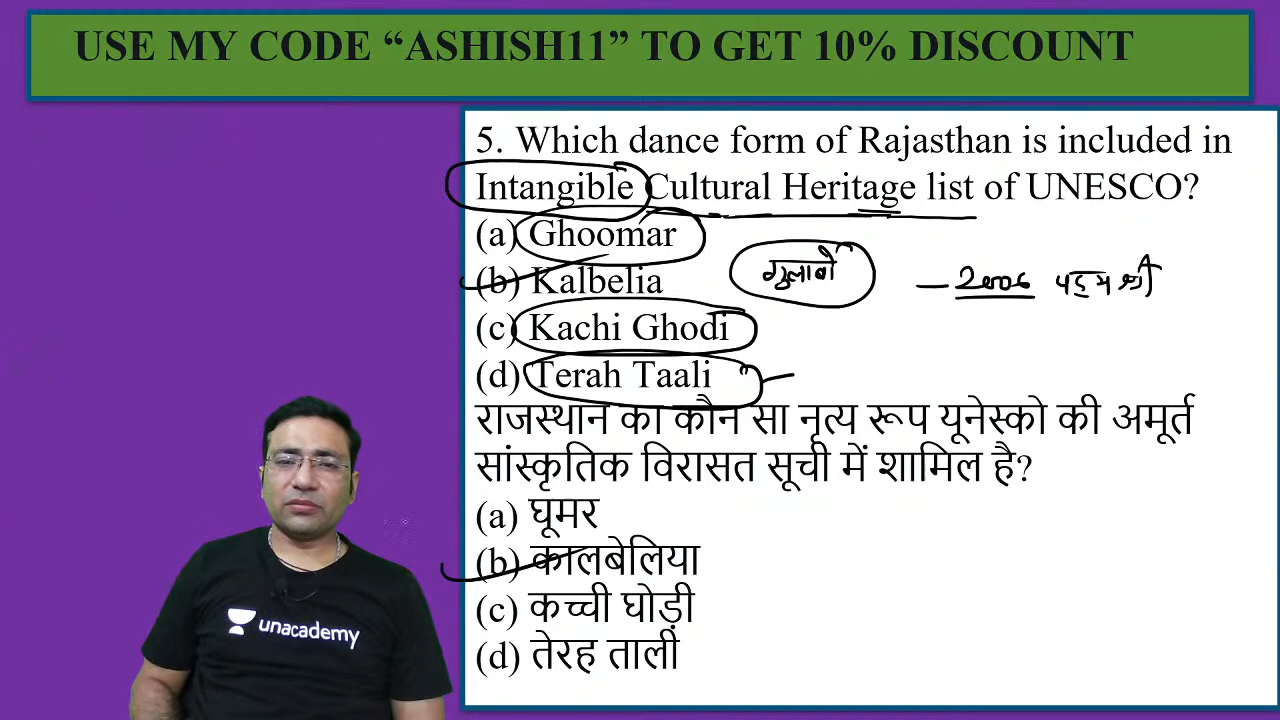 USE MY CODE “ASHISH11” TO GET 10% DISCOUNT
5. Which dance form of Rajasthan is included in
Intangible Cultural Heritage list of UNESCO?
(a) Ghoomar
(b) Kalbelia
गुलाबो — 2006 पद्म श्री
(c) Kachi Ghodi
(d) Terah Taali
राजस्थान का कौन सा नृत्य रूप यूनेस्को की अमूर्त
सांस्कृतिक विरासत सूची में शामिल है?
(a) घूमर
(b) कालबेलिया
(c) कच्ची घोड़ी
(d) तेरह ताली
unacademy